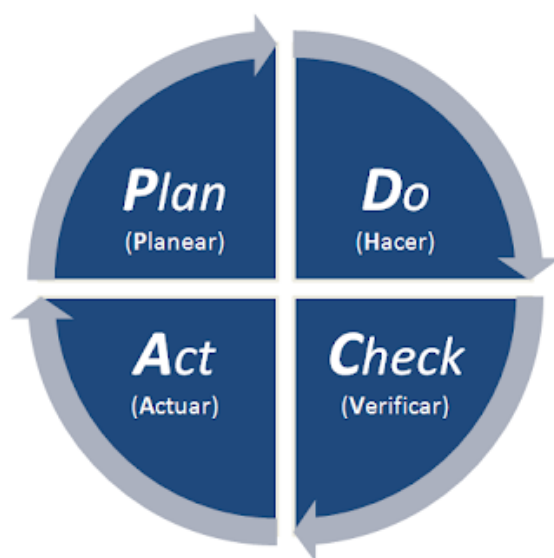 Plan
(Planear)
Do
(Hacer)
Act
(Actuar)
Check
(Verificar)